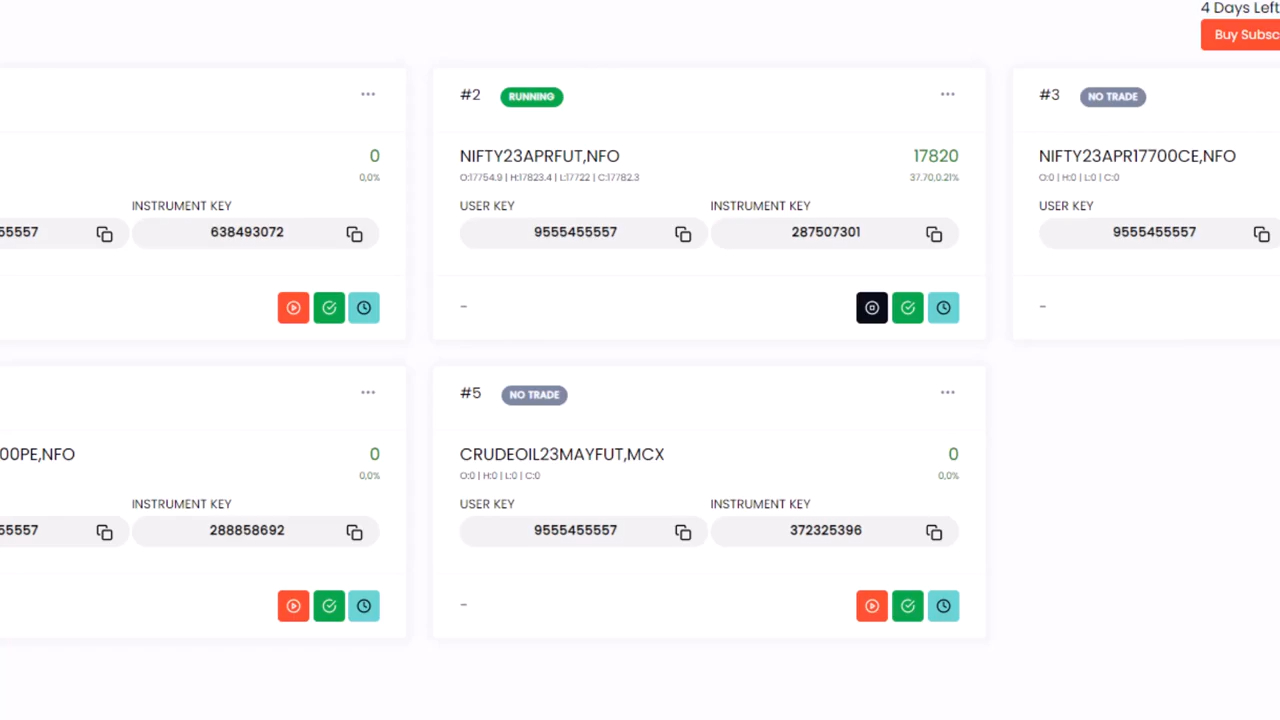 4 Days Left
Buy Subsc
#2 RUNNING
#3 NO TRADE
0
NIFTY23APRFUT,NFO 17820
NIFTY23APR17700CE,NFO
0,0%
O:17754.9 | H:17823.4 | L:17722 | C:17782.3 37.70,0.21%
O:0 | H:0 | L:0 | C:0
INSTRUMENT KEY
USER KEY INSTRUMENT KEY
USER KEY
55557 638493072
9555455557 287507301
9555455557
-
-
#5 NO TRADE
00PE,NFO 0
CRUDEOIL23MAYFUT,MCX 0
0,0%
O:0 | H:0 | L:0 | C:0 0,0%
INSTRUMENT KEY
USER KEY INSTRUMENT KEY
55557 288858692
9555455557 372325396
-